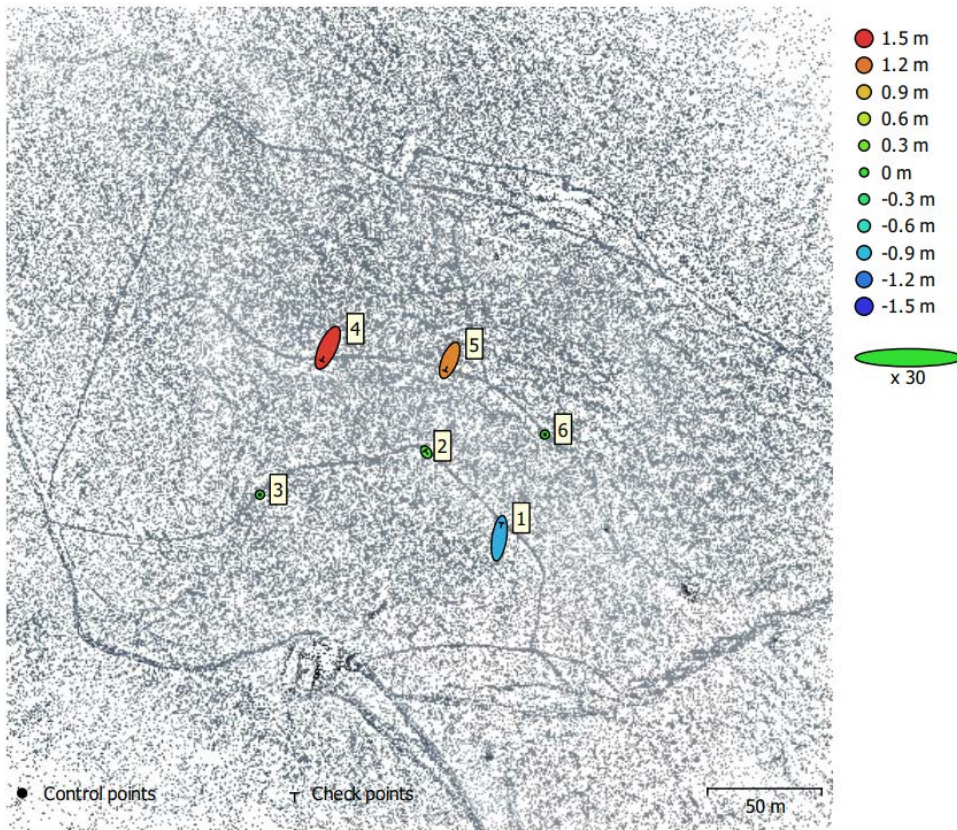 1.5 m
1.2 m
0.9 m
0.6 m
0.3 m
0 m
-0.3 m
-0.6 m
-0.9 m
-1.2 m
-1.5 m
x 30
4
5
6
2
3
1
Control points
Check points
50 m